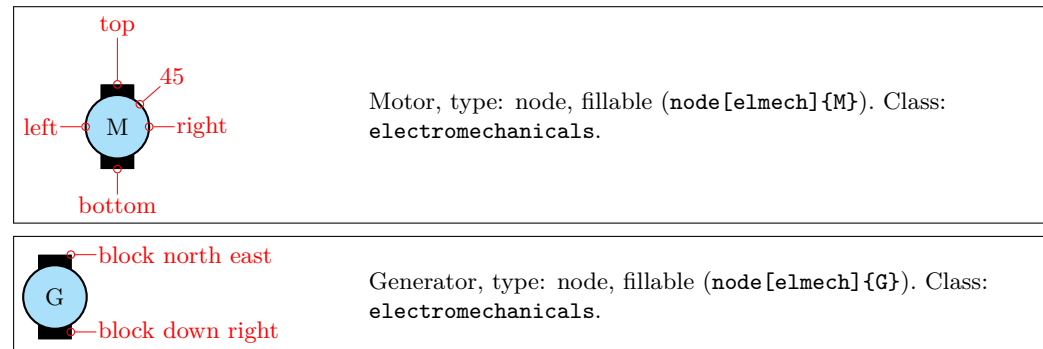 top
45
left M right
bottom
Motor, type: node, fillable (node[elmech]{M}). Class:
electromechanicals.
block north east
G
block down right
Generator, type: node, fillable (node[elmech]{G}). Class:
electromechanicals.